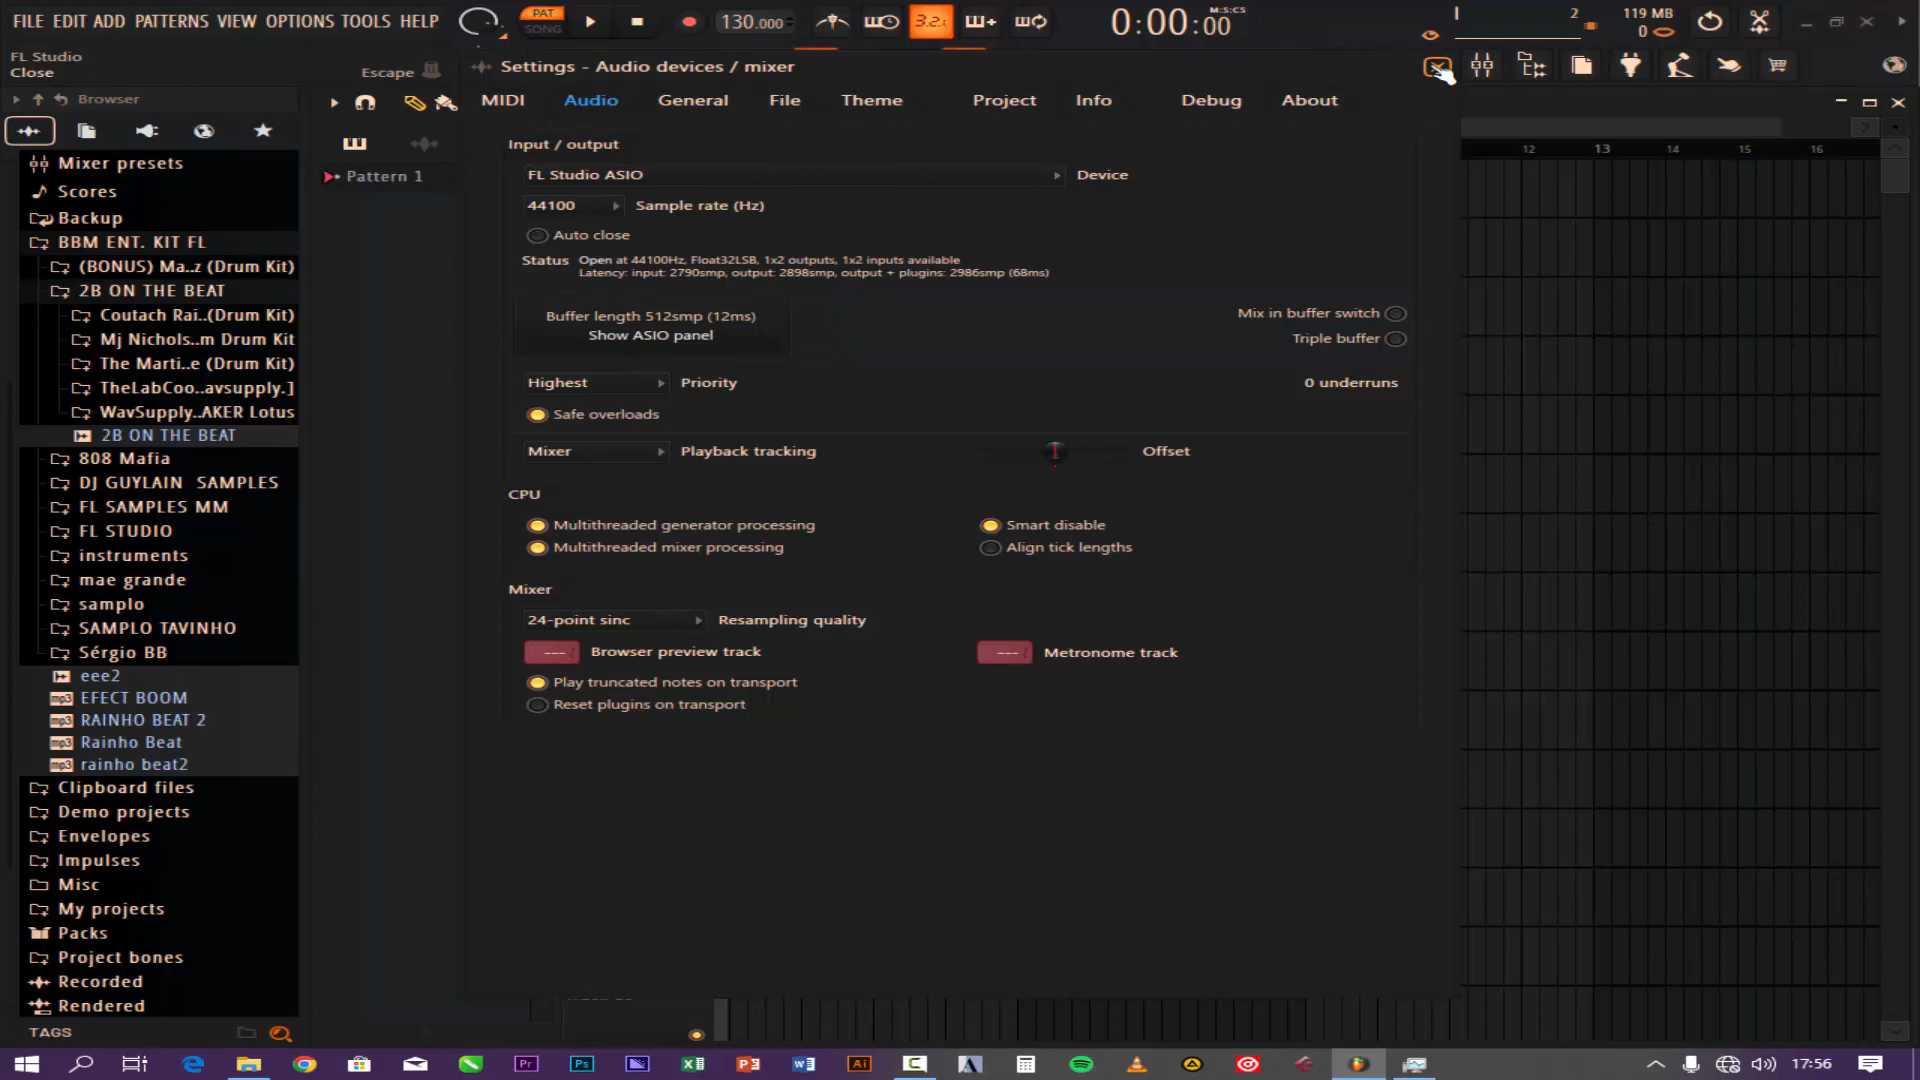 FILE EDIT ADD PATTERNS VIEW OPTIONS TOOLS HELP
PAT
SONG
130.000
3.2.
0:00:00
M:S:CS
2
119 MB
0
FL Studio
Close
Escape
Settings - Audio devices / mixer
Browser
MIDI Audio General File Theme Project Info Debug About
Input / output
FL Studio ASIO Device
44100 Sample rate (Hz)
Auto close
Status Open at 44100Hz, Float32LSB, 1x2 outputs, 1x2 inputs available
Latency: input: 2790smp, output: 2898smp, output + plugins: 2986smp (68ms)
Buffer length 512smp (12ms)
Show ASIO panel
Mix in buffer switch
Triple buffer
Highest Priority
0 underruns
Safe overloads
Mixer Playback tracking
Offset
CPU
Multithreaded generator processing
Smart disable
Multithreaded mixer processing
Align tick lengths
Mixer
24-point sinc Resampling quality
--- Browser preview track
--- Metronome track
Play truncated notes on transport
Reset plugins on transport
Pattern 1
12 13 14 15 16
Mixer presets
Scores
Backup
BBM ENT. KIT FL
(BONUS) Ma..z (Drum Kit)
2B ON THE BEAT
Coutach Rai..(Drum Kit)
Mj Nichols..m Drum Kit
The Marti..e (Drum Kit)
TheLabCoo..avsupply.]
WavSupply..AKER Lotus
2B ON THE BEAT
808 Mafia
DJ GUYLAIN SAMPLES
FL SAMPLES MM
FL STUDIO
instruments
mae grande
samplo
SAMPLO TAVINHO
Sérgio BB
eee2
mp3 EFECT BOOM
mp3 RAINHO BEAT 2
mp3 Rainho Beat
mp3 rainho beat2
Clipboard files
Demo projects
Envelopes
Impulses
Misc
My projects
Packs
Project bones
Recorded
Rendered
TAGS
Pr
Ps
Ai
17:56